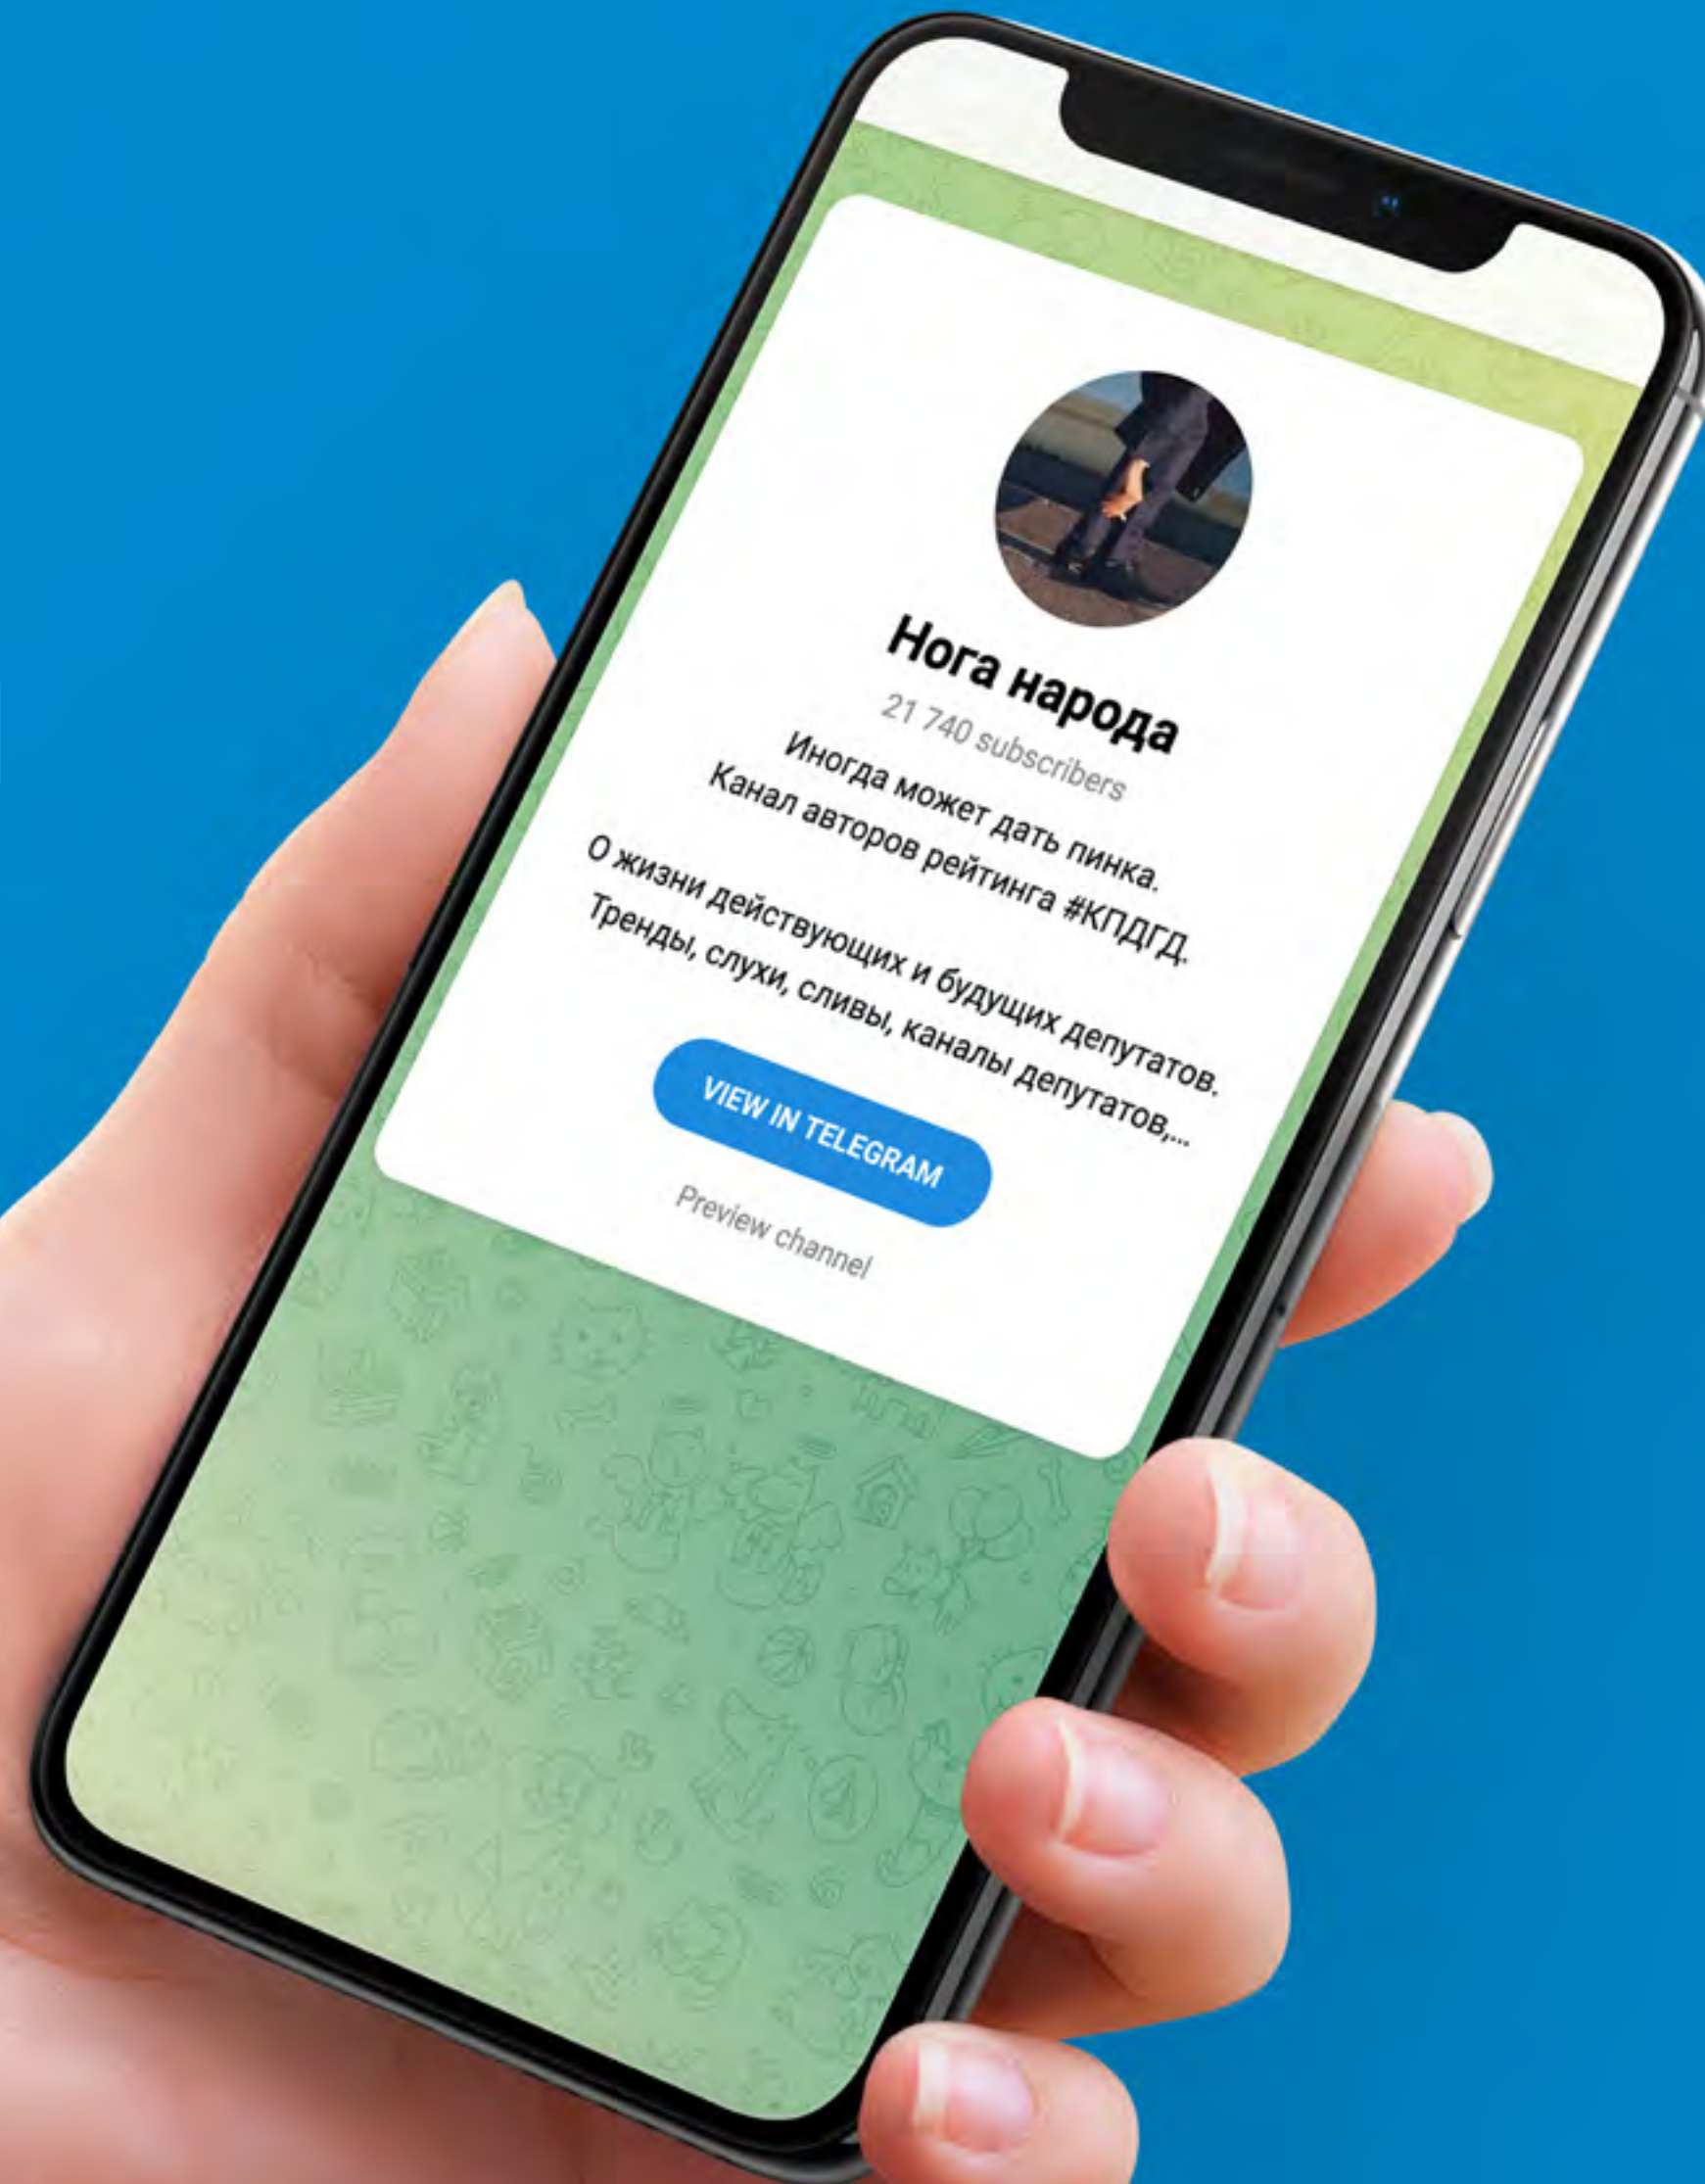 Нога народа
21 740 subscribers
Иногда может дать пинка.
Канал авторов рейтинга #КПДГД.
О жизни действующих и будущих депутатов.
Тренды, слухи, сливы, каналы депутатов,...
VIEW IN TELEGRAM
Preview channel